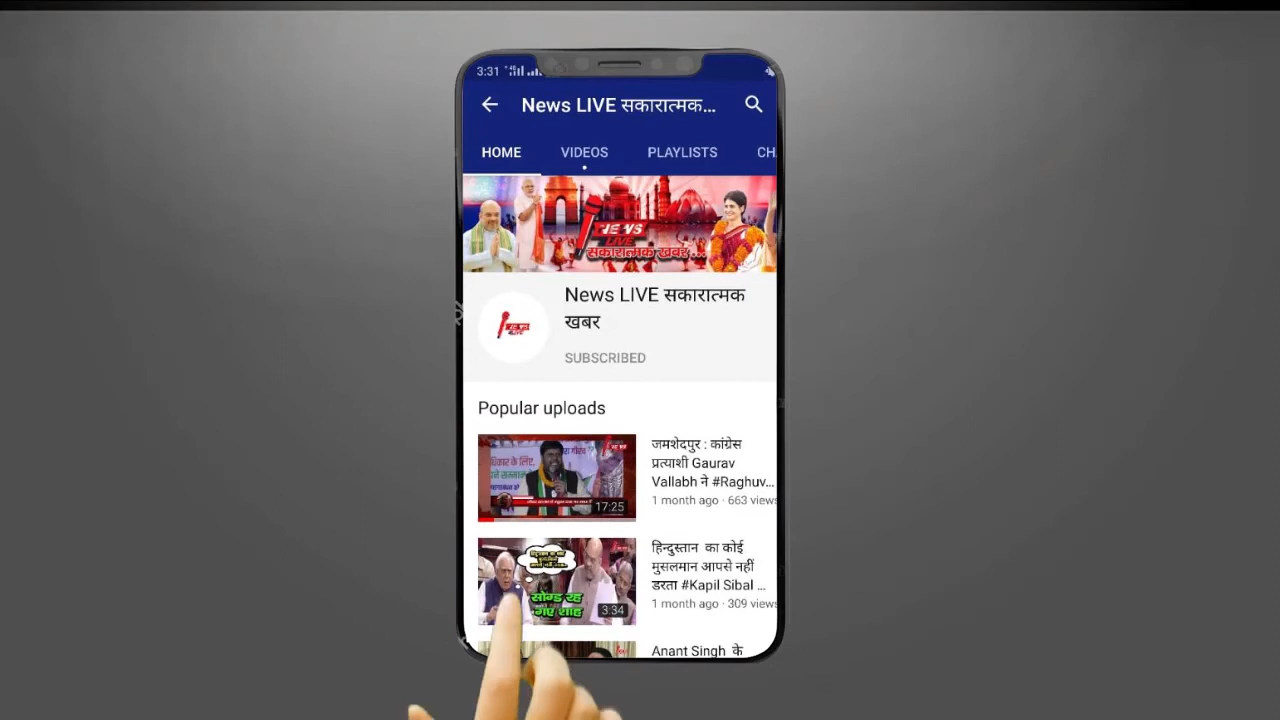 3:31
News LIVE सकारात्मक...
HOME VIDEOS PLAYLISTS CH
NEWS
LIVE
सकारात्मक खबर ...
News LIVE सकारात्मक
खबर
SUBSCRIBED
Popular uploads
17:25
जमशेदपुर : कांग्रेस
प्रत्याशी Gaurav
Vallabh ने #Raghuv...
1 month ago · 663 views
सोन्ड रह
गए शाह
3:34
हिन्दुस्तान का कोई
मुसलमान आपसे नहीं
डरता #Kapil Sibal ...
1 month ago · 309 views
Anant Singh के